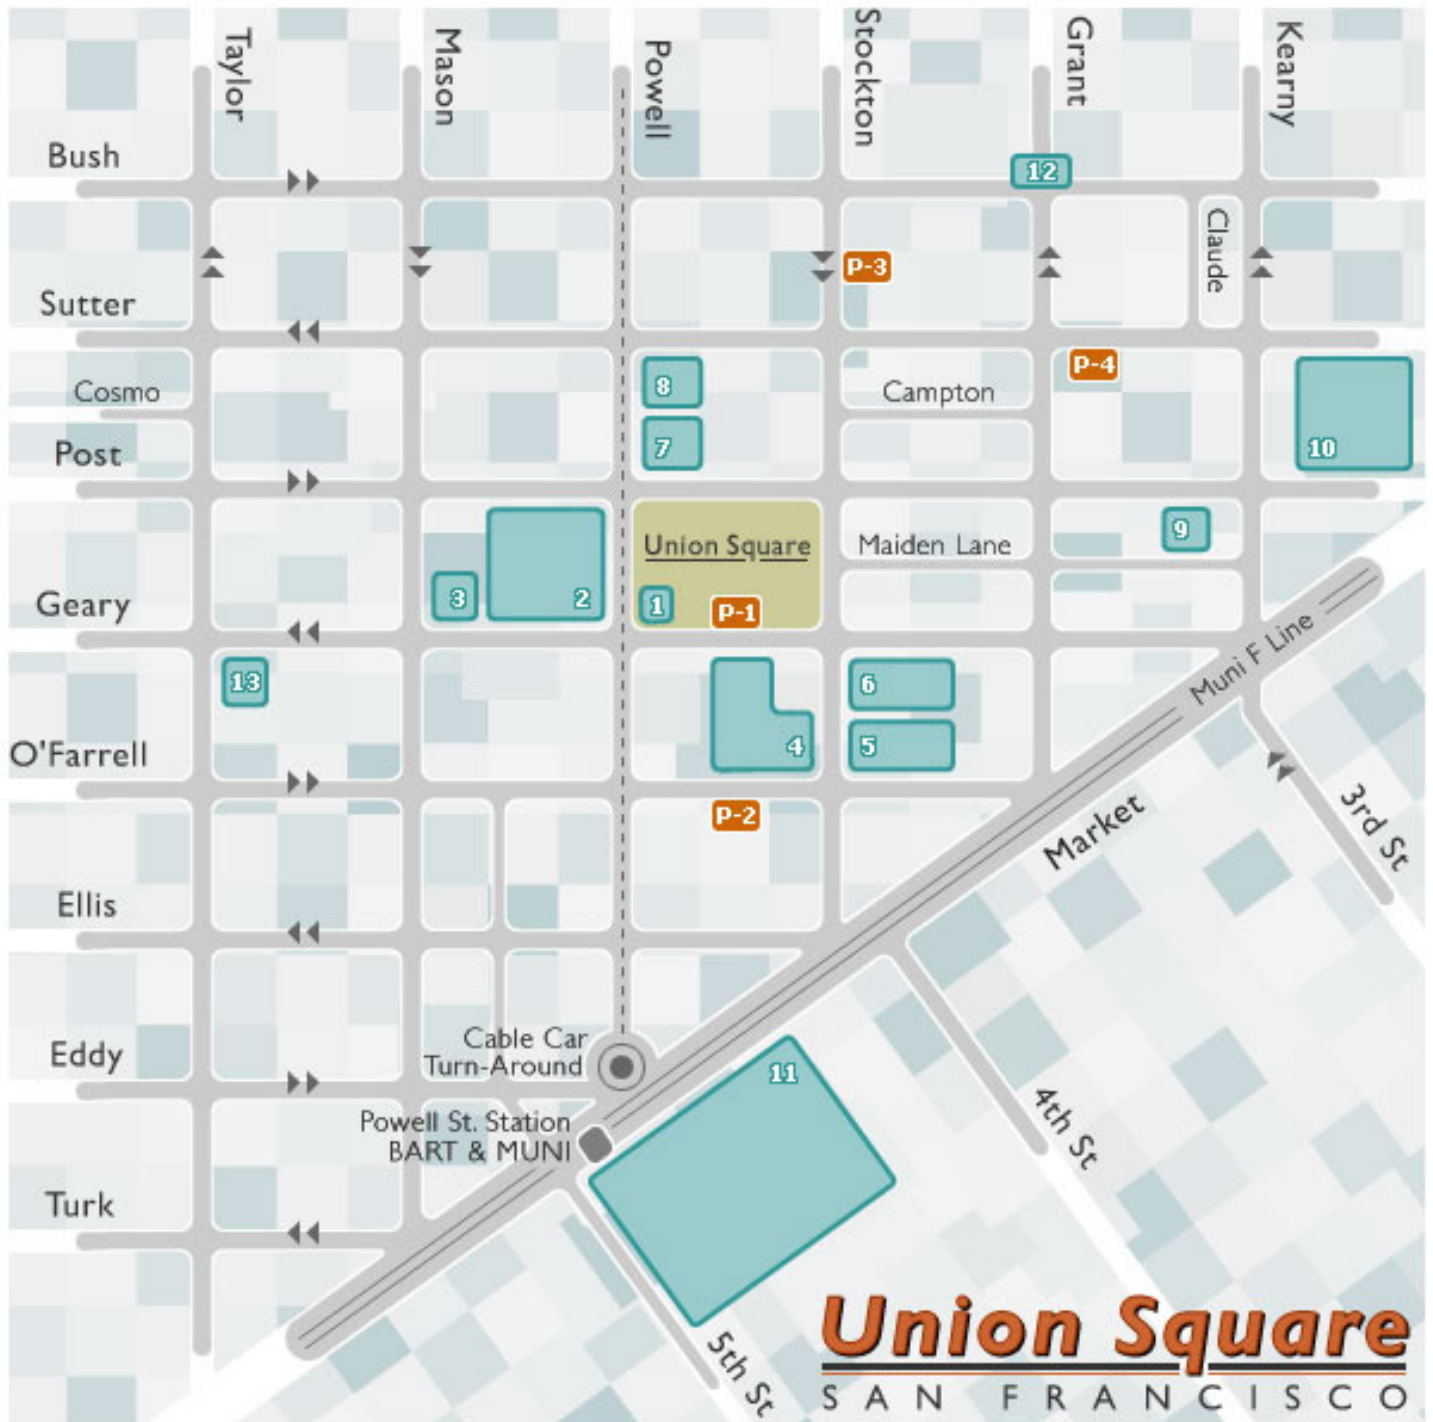 Taylor
Mason
Powell
Stockton
Grant
Kearny
Bush
12
Claude
P-3
Sutter
P-4
8
Cosmo
Campton
7
10
Post
9
Union Square
Maiden Lane
3
2
1
P-1
Geary
Muni F Line
13
6
4
5
O'Farrell
P-2
Market
3rd St
Ellis
Cable Car
Turn-Around
Eddy
11
4th St
Powell St. Station
BART & MUNI
Turk
5th St
Union Square
SAN FRANCISCO